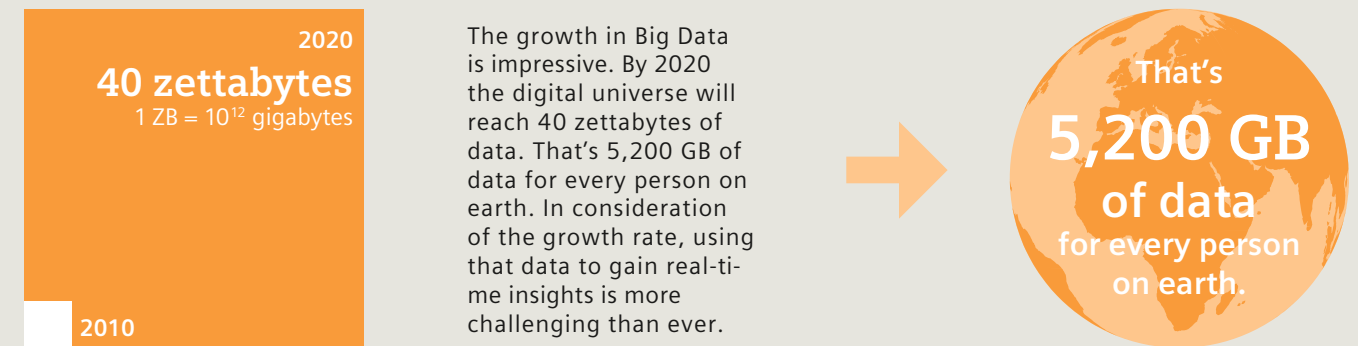 2020
40 zettabytes
1 ZB = 10¹² gigabytes
2010
The growth in Big Data
is impressive. By 2020
the digital universe will
reach 40 zettabytes of
data. That's 5,200 GB of
data for every person on
earth. In consideration
of the growth rate, using
that data to gain real-ti-
me insights is more
challenging than ever.
That's
5,200 GB
of data
for every person
on earth.